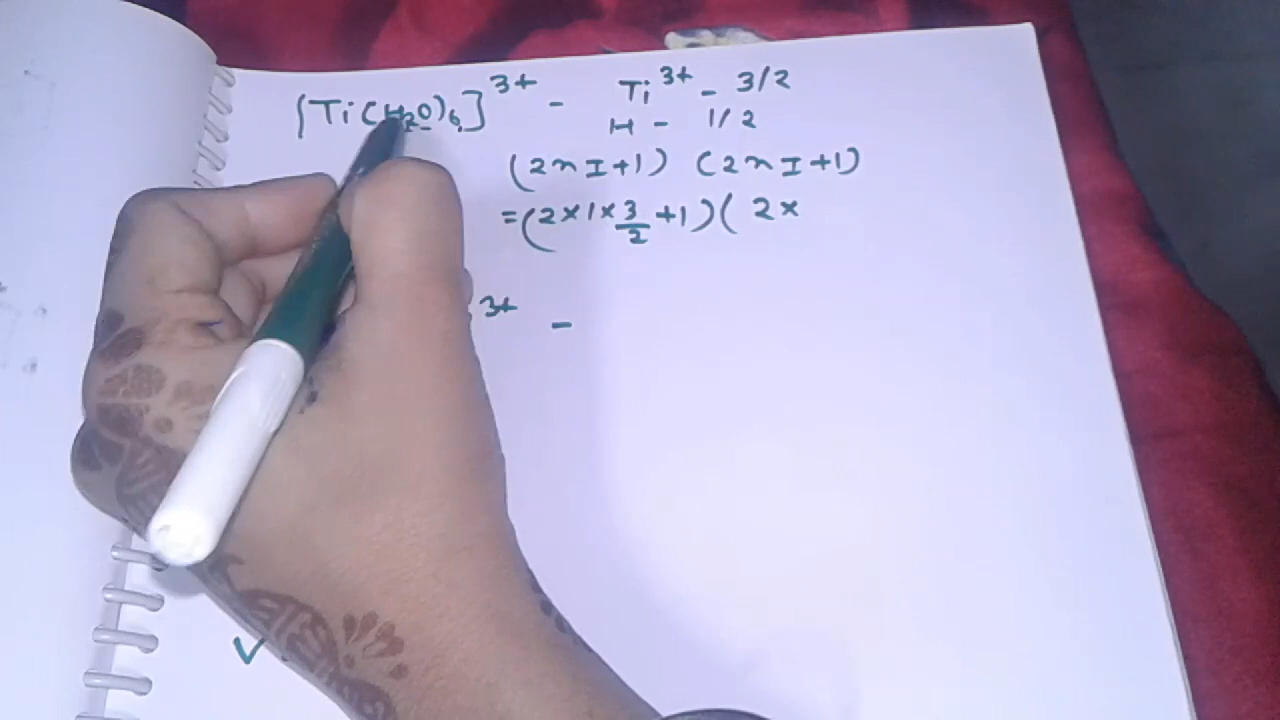 [Ti(H2O)6]3+ - Ti3+ - 3/2
H - 1/2
(2nI+1) (2nI+1)
=(2×1×3/2+1)(2×
3+ -